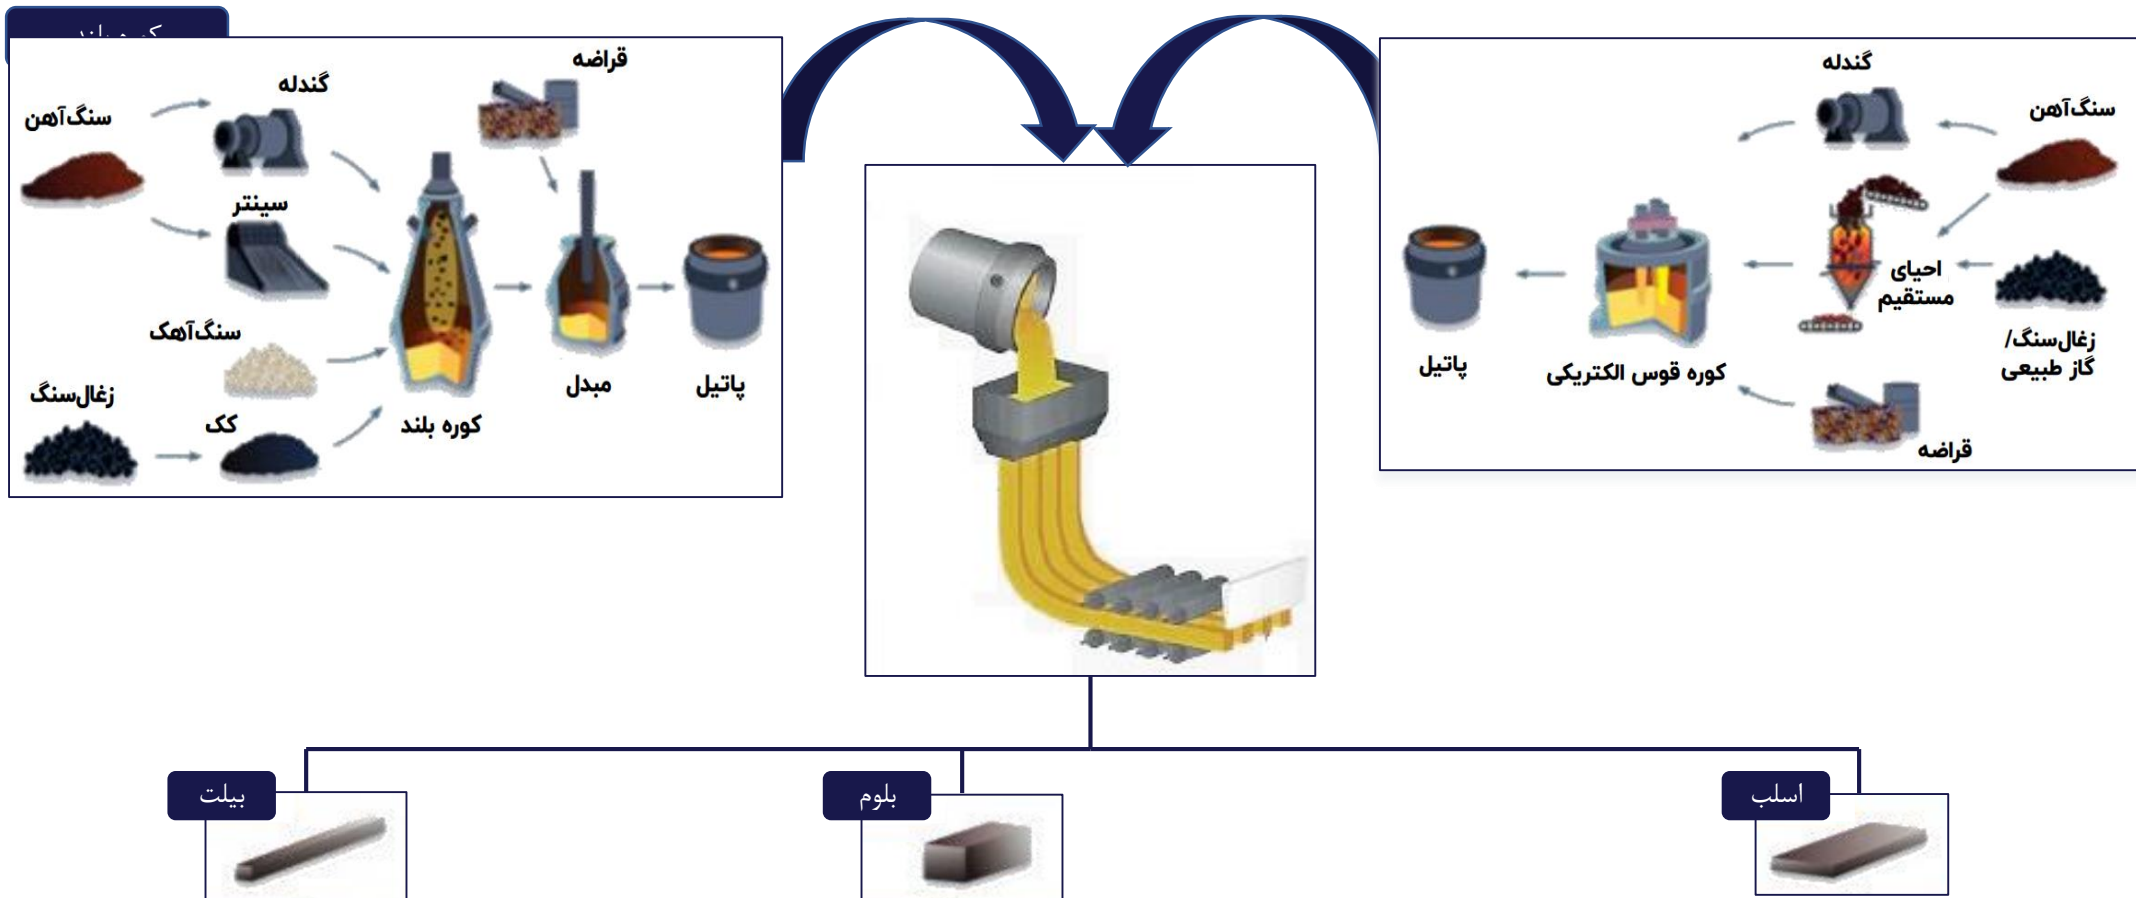 قراضه
گندله
سنگ‌آهن
سینتر
سنگ‌آهک
زغال‌سنگ
کک
کوره بلند
مبدل
پاتیل
گندله
سنگ‌آهن
احیای
مستقیم
زغال‌سنگ/
گاز طبیعی
کوره قوس الکتریکی
پاتیل
قراضه
اسلب
بلوم
بیلت